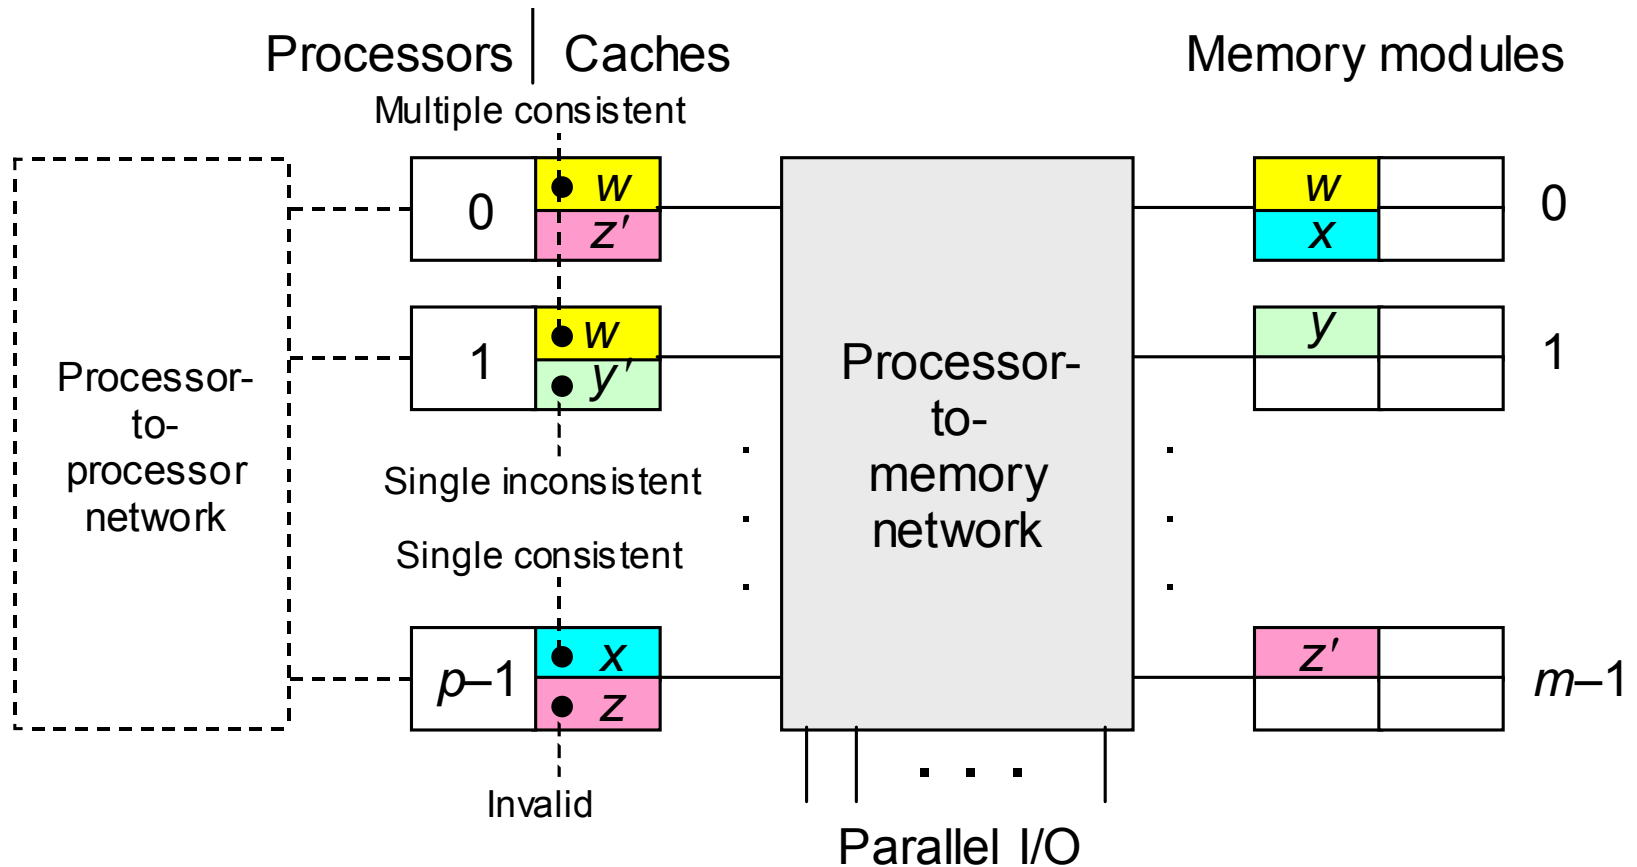 Processors Caches Memory modules
Multiple consistent
0 w w 0
z' x
1 w y 1
y'
Processor-
to-
processor
network
Processor-
to-
memory
network
Single inconsistent
Single consistent
p–1 x z' m–1
z
Invalid
Parallel I/O